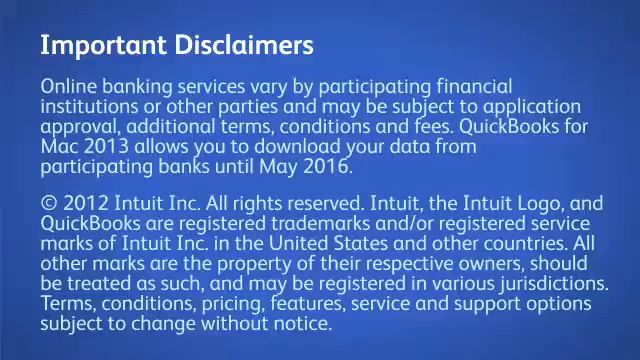 Important Disclaimers
Online banking services vary by participating financial
institutions or other parties and may be subject to application
approval, additional terms, conditions and fees. QuickBooks for
Mac 2013 allows you to download your data from
participating banks until May 2016.
© 2012 Intuit Inc. All rights reserved. Intuit, the Intuit Logo, and
QuickBooks are registered trademarks and/or registered service
marks of Intuit Inc. in the United States and other countries. All
other marks are the property of their respective owners, should
be treated as such, and may be registered in various jurisdictions.
Terms, conditions, pricing, features, service and support options
subject to change without notice.